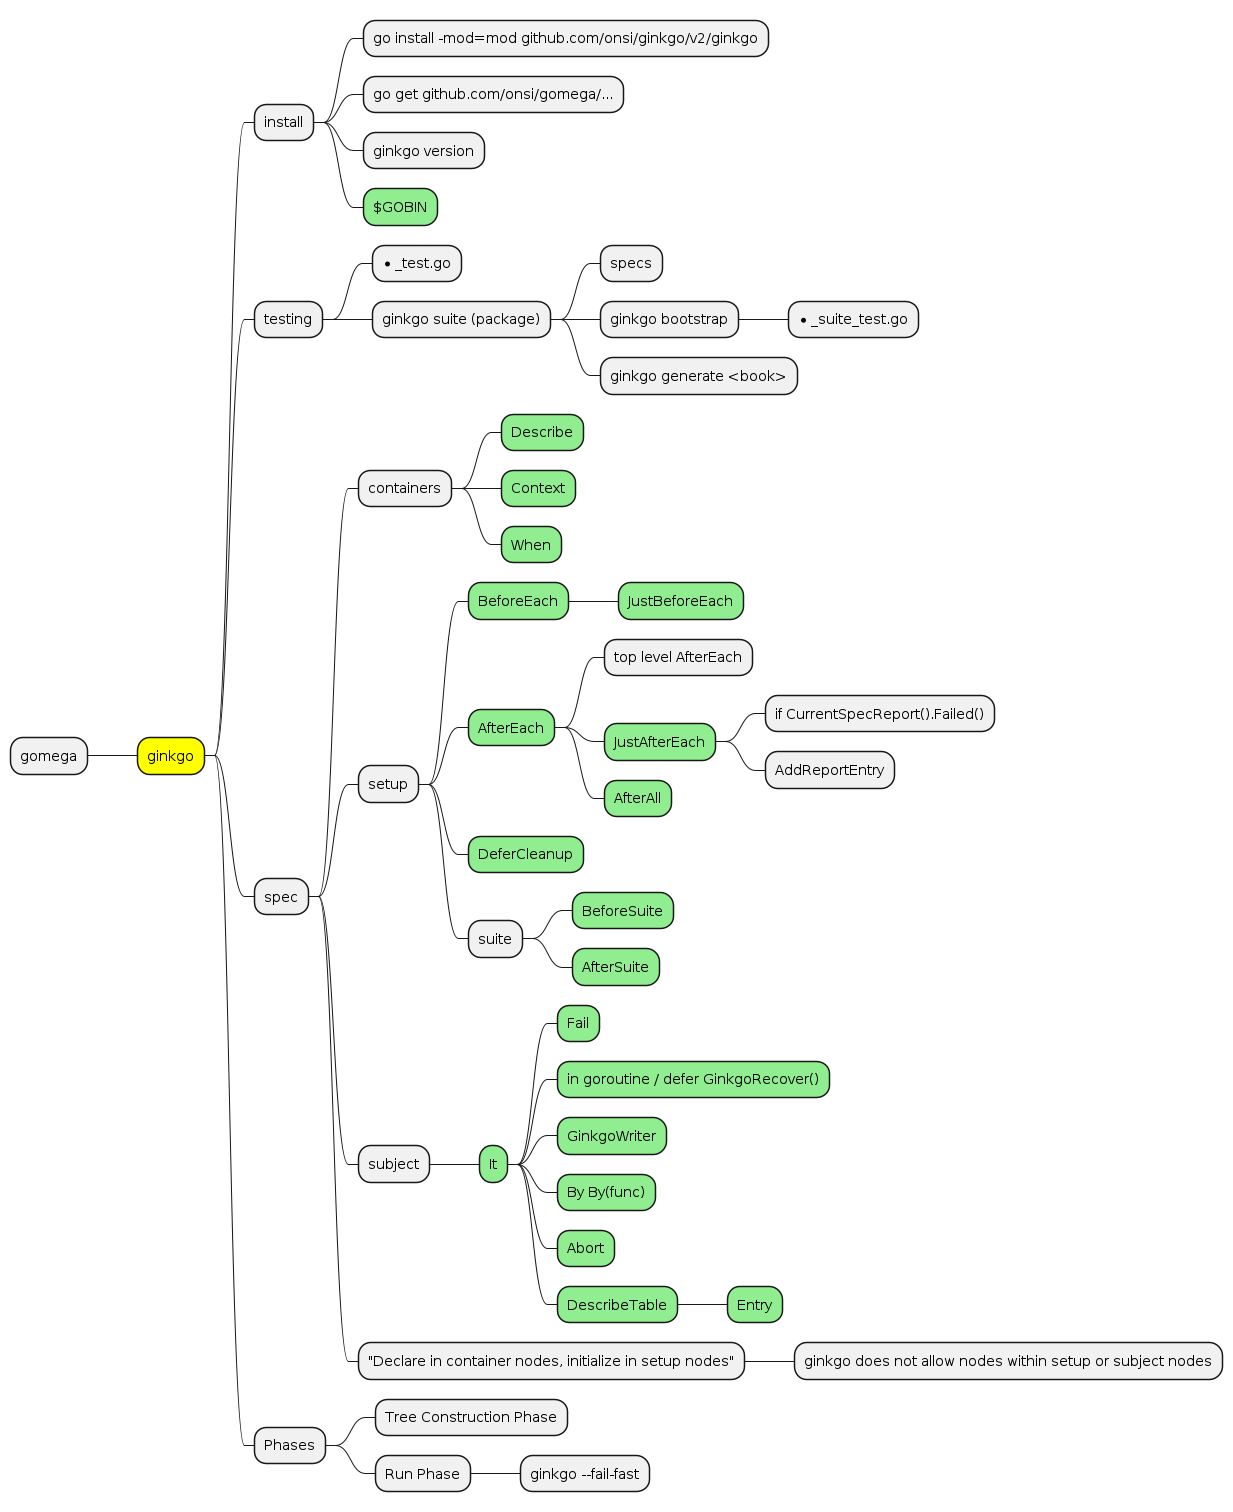 gomega
ginkgo
install
go install -mod=mod github.com/onsi/ginkgo/v2/ginkgo
go get github.com/onsi/gomega/...
ginkgo version
$GOBIN
testing
• _test.go
ginkgo suite (package)
specs
ginkgo bootstrap
• _suite_test.go
ginkgo generate <book>
spec
containers
Describe
Context
When
setup
BeforeEach
JustBeforeEach
AfterEach
top level AfterEach
JustAfterEach
if CurrentSpecReport().Failed()
AddReportEntry
AfterAll
DeferCleanup
suite
BeforeSuite
AfterSuite
subject
It
Fail
in goroutine / defer GinkgoRecover()
GinkgoWriter
By By(func)
Abort
DescribeTable
Entry
"Declare in container nodes, initialize in setup nodes"
ginkgo does not allow nodes within setup or subject nodes
Phases
Tree Construction Phase
Run Phase
ginkgo --fail-fast